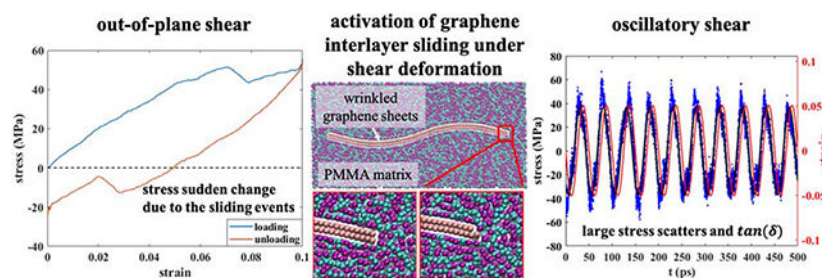 out-of-plane shear
60
40
20
0
-20
-40
stress (MPa)
0
0.02
0.04
0.06
0.08
0.1
strain
stress sudden change
due to the sliding events
loading
unloading
activation of graphene
interlayer sliding under
shear deformation
wrinkled
graphene sheets
PMMA matrix
oscillatory shear
80
60
40
20
0
-20
-40
-60
-80
stress (MPa)
0
50
100
150
200
250
300
350
400
450
500
t (ps)
0.1
0.05
0
-0.05
-0.1
large stress scatters and tan(δ)